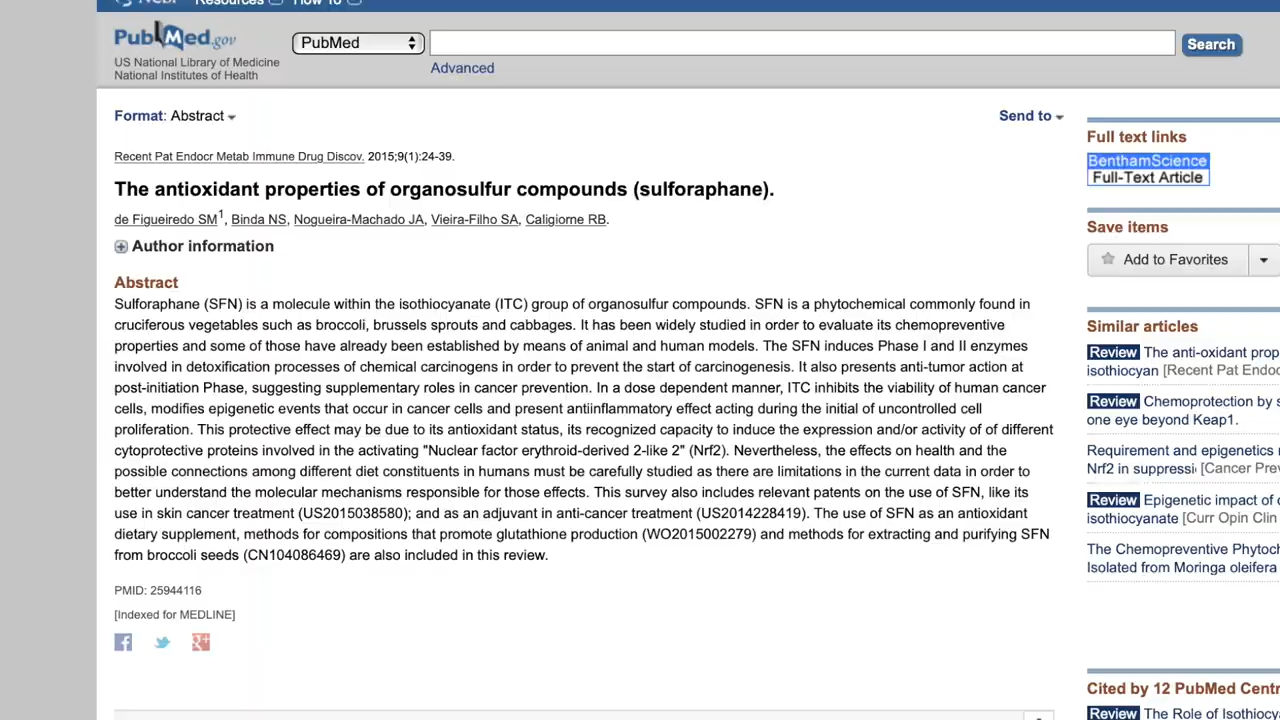 NCBI Resources How To
PubMed.gov
US National Library of Medicine
National Institutes of Health
PubMed
Search
Advanced
Format: Abstract
Send to
Recent Pat Endocr Metab Immune Drug Discov. 2015;9(1):24-39.
The antioxidant properties of organosulfur compounds (sulforaphane).
de Figueiredo SM1, Binda NS, Nogueira-Machado JA, Vieira-Filho SA, Caligiorne RB.
Author information
Abstract
Sulforaphane (SFN) is a molecule within the isothiocyanate (ITC) group of organosulfur compounds. SFN is a phytochemical commonly found in
cruciferous vegetables such as broccoli, brussels sprouts and cabbages. It has been widely studied in order to evaluate its chemopreventive
properties and some of those have already been established by means of animal and human models. The SFN induces Phase I and II enzymes
involved in detoxification processes of chemical carcinogens in order to prevent the start of carcinogenesis. It also presents anti-tumor action at
post-initiation Phase, suggesting supplementary roles in cancer prevention. In a dose dependent manner, ITC inhibits the viability of human cancer
cells, modifies epigenetic events that occur in cancer cells and present antiinflammatory effect acting during the initial of uncontrolled cell
proliferation. This protective effect may be due to its antioxidant status, its recognized capacity to induce the expression and/or activity of of different
cytoprotective proteins involved in the activating "Nuclear factor erythroid-derived 2-like 2" (Nrf2). Nevertheless, the effects on health and the
possible connections among different diet constituents in humans must be carefully studied as there are limitations in the current data in order to
better understand the molecular mechanisms responsible for those effects. This survey also includes relevant patents on the use of SFN, like its
use in skin cancer treatment (US2015038580), or as an adjuvant in anti-cancer treatment (US2014228419). The use of SFN as an antioxidant
dietary supplement, methods for compositions that promote glutathione production (WO2015002279) and methods for extracting and purifying SFN
from broccoli seeds (CN104086469) are also included in this review.
PMID: 25944116
[Indexed for MEDLINE]
Full text links
BenthamScience
Full-Text Article
Save items
Add to Favorites
Similar articles
Review The anti-oxidant prop
isothiocyan [Recent Pat Endoc
Review Chemoprotection by s
one eye beyond Keap1.
Requirement and epigenetics
Nrf2 in suppressi [Cancer Prev
Review Epigenetic impact of
isothiocyanate [Curr Opin Clin
The Chemopreventive Phytoch
Isolated from Moringa oleifera
Cited by 12 PubMed Centr
Review The Role of Isothiocy